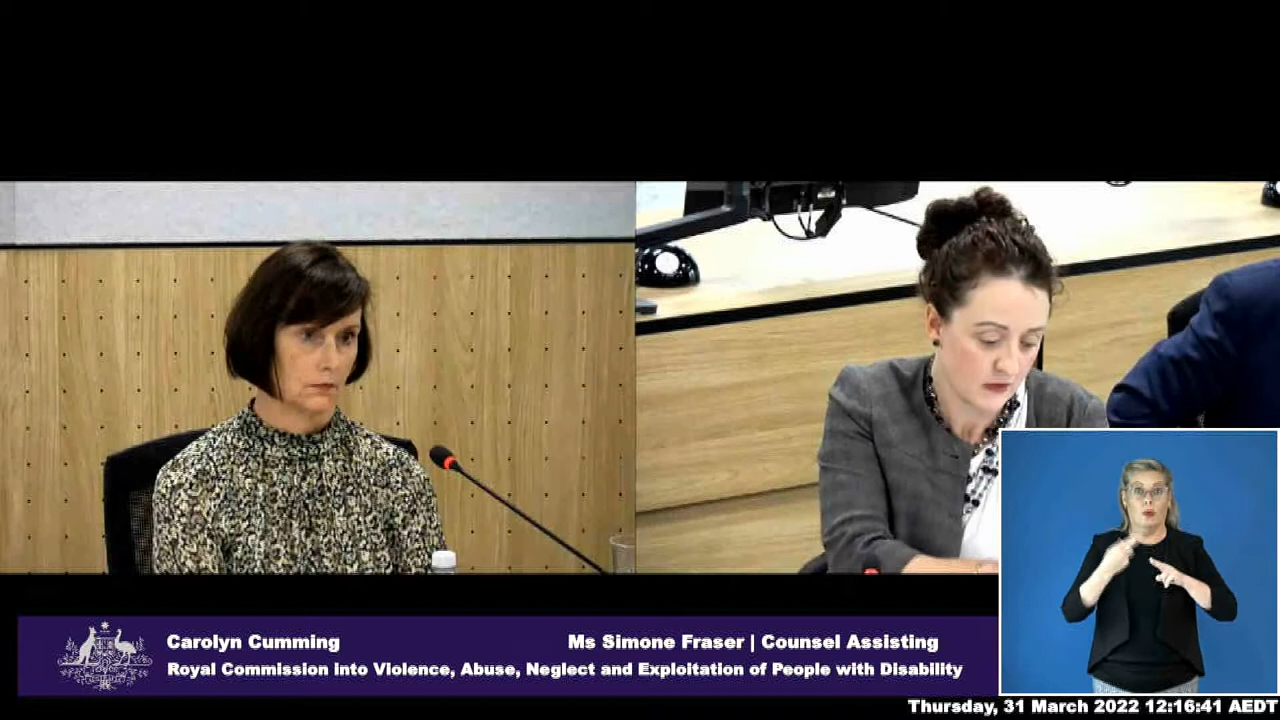 Carolyn Cumming
Ms Simone Fraser | Counsel Assisting
Royal Commission into Violence, Abuse, Neglect and Exploitation of People with Disability
Thursday, 31 March 2022 12:16:41 AEDT